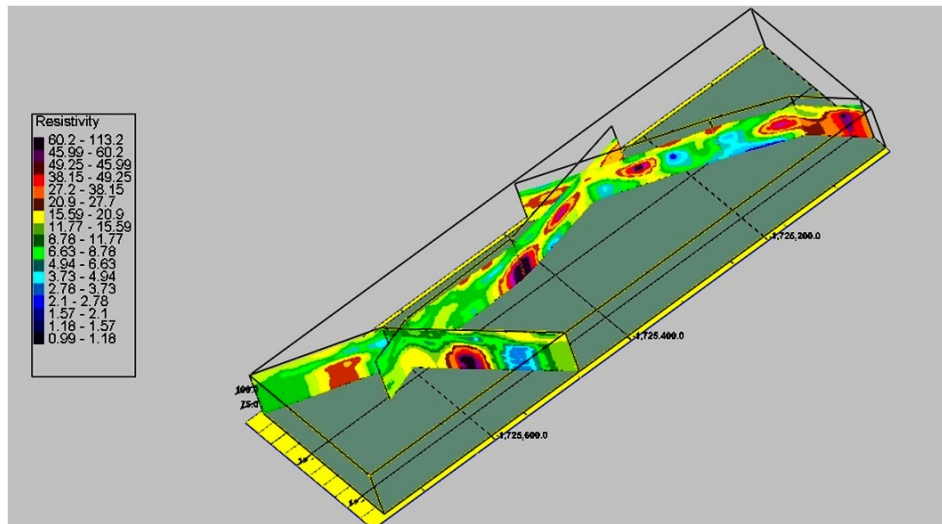 Resistivity
60.2 - 113.2
45.99 - 60.2
49.25 - 45.99
38.15 - 49.25
27.2 - 38.15
20.9 - 27.7
15.59 - 20.9
11.77 - 15.59
8.78 - 11.77
6.63 - 8.78
4.94 - 6.63
3.73 - 4.94
2.78 - 3.73
2.1 - 2.78
1.57 - 2.1
1.18 - 1.57
0.99 - 1.18
-1,725,200.0
-1,725,400.0
-1,725,600.0
100.0
75.0